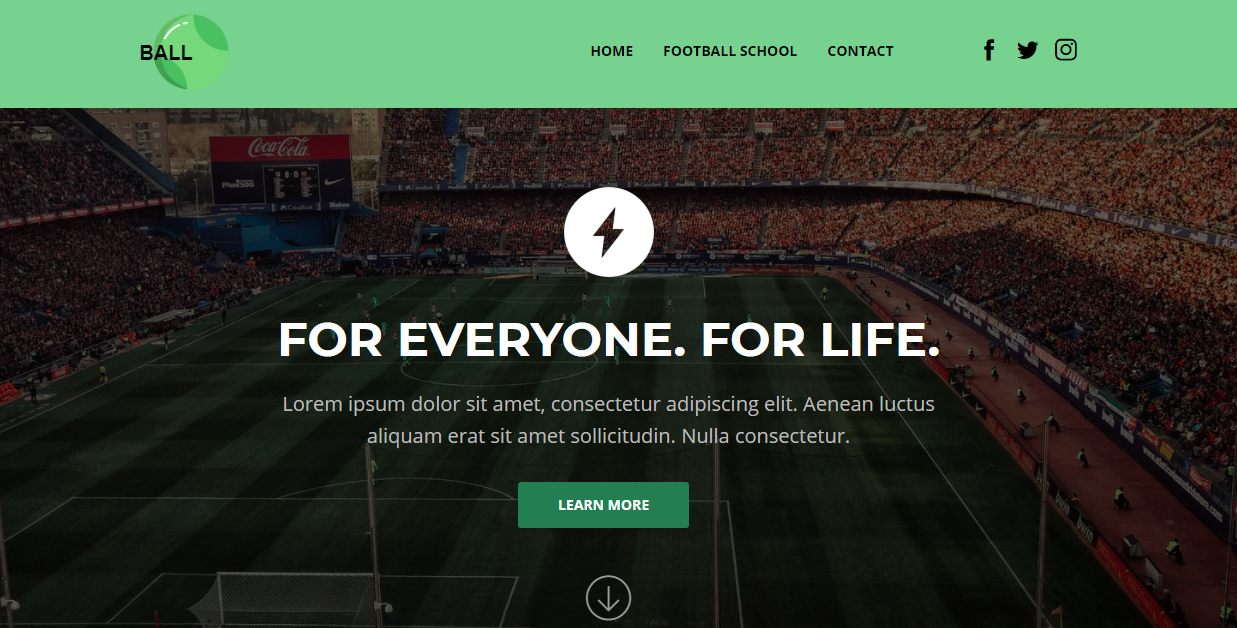 BALL
HOME FOOTBALL SCHOOL CONTACT
Coca-Cola
Plus500
FOR EVERYONE. FOR LIFE.
Lorem ipsum dolor sit amet, consectetur adipiscing elit. Aenean luctus
aliquam erat sit amet sollicitudin. Nulla consectetur.
LEARN MORE